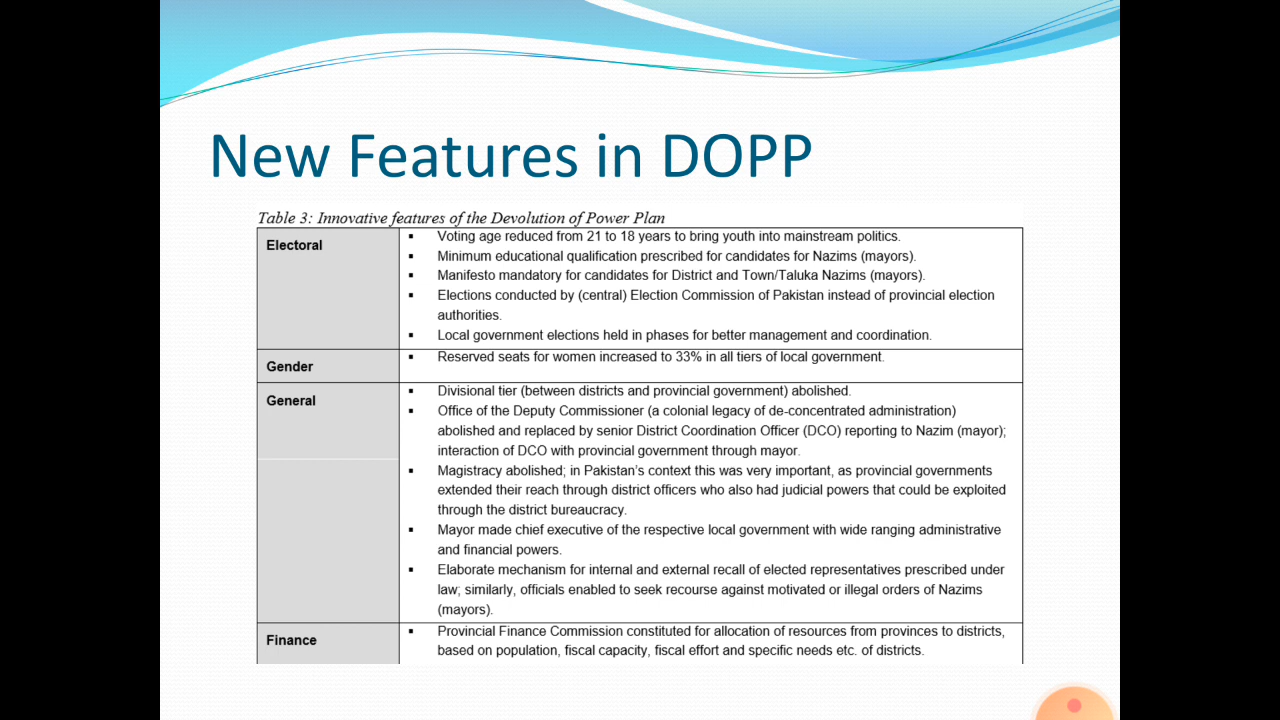 New Features in DOPP
Table 3: Innovative features of the Devolution of Power Plan
Electoral
▪ Voting age reduced from 21 to 18 years to bring youth into mainstream politics.
▪ Minimum educational qualification prescribed for candidates for Nazims (mayors).
▪ Manifesto mandatory for candidates for District and Town/Taluka Nazims (mayors).
▪ Elections conducted by (central) Election Commission of Pakistan instead of provincial election
authorities.
▪ Local government elections held in phases for better management and coordination.
Gender
▪ Reserved seats for women increased to 33% in all tiers of local government.
General
▪ Divisional tier (between districts and provincial government) abolished.
▪ Office of the Deputy Commissioner (a colonial legacy of de-concentrated administration)
abolished and replaced by senior District Coordination Officer (DCO) reporting to Nazim (mayor);
interaction of DCO with provincial government through mayor.
▪ Magistracy abolished; in Pakistan's context this was very important, as provincial governments
extended their reach through district officers who also had judicial powers that could be exploited
through the district bureaucracy.
▪ Mayor made chief executive of the respective local government with wide ranging administrative
and financial powers.
▪ Elaborate mechanism for internal and external recall of elected representatives prescribed under
law; similarly, officials enabled to seek recourse against motivated or illegal orders of Nazims
(mayors).
Finance
▪ Provincial Finance Commission constituted for allocation of resources from provinces to districts,
based on population, fiscal capacity, fiscal effort and specific needs etc. of districts.